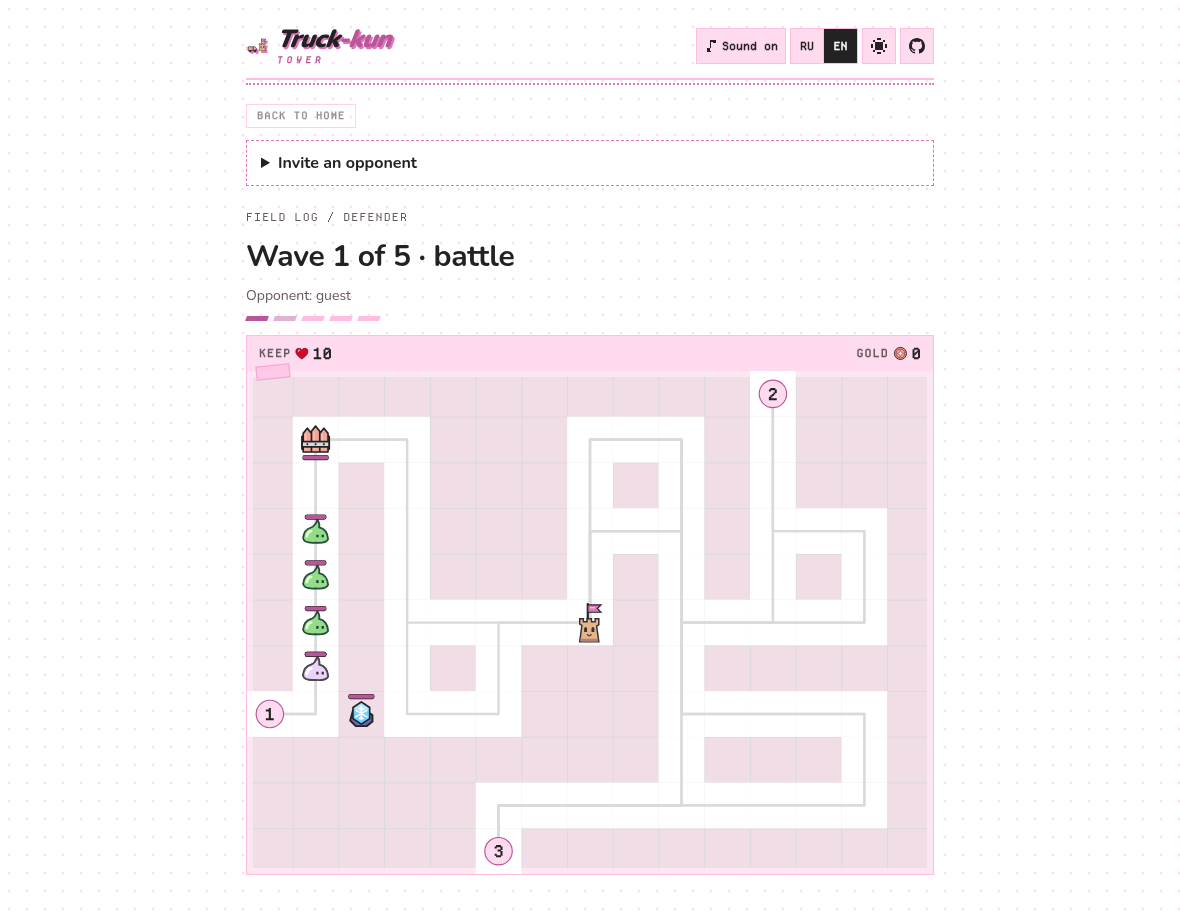 Truck-kun
TOWER
Sound on
RU
EN
BACK TO HOME
Invite an opponent
FIELD LOG / DEFENDER
Wave 1 of 5 · battle
Opponent: guest
KEEP 10
GOLD 0
2
1
3